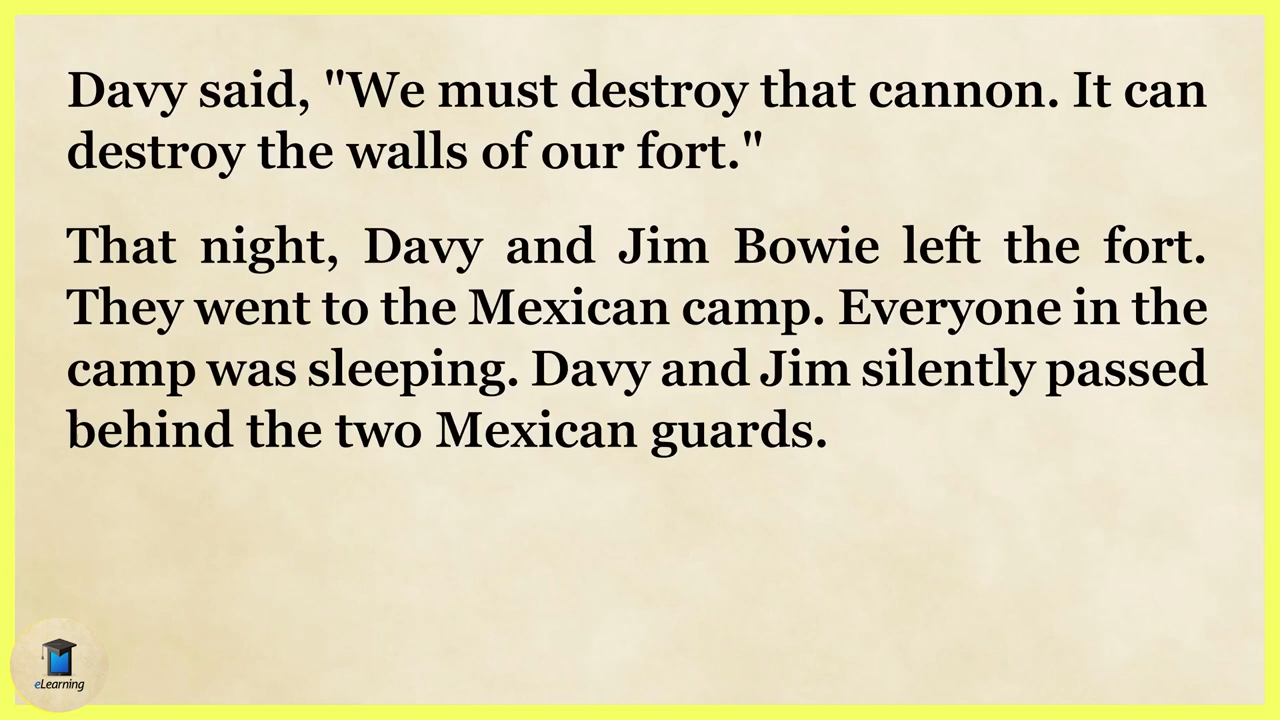 Davy said, "We must destroy that cannon. It can
destroy the walls of our fort."
That night, Davy and Jim Bowie left the fort.
They went to the Mexican camp. Everyone in the
camp was sleeping. Davy and Jim silently passed
behind the two Mexican guards.
eLearning